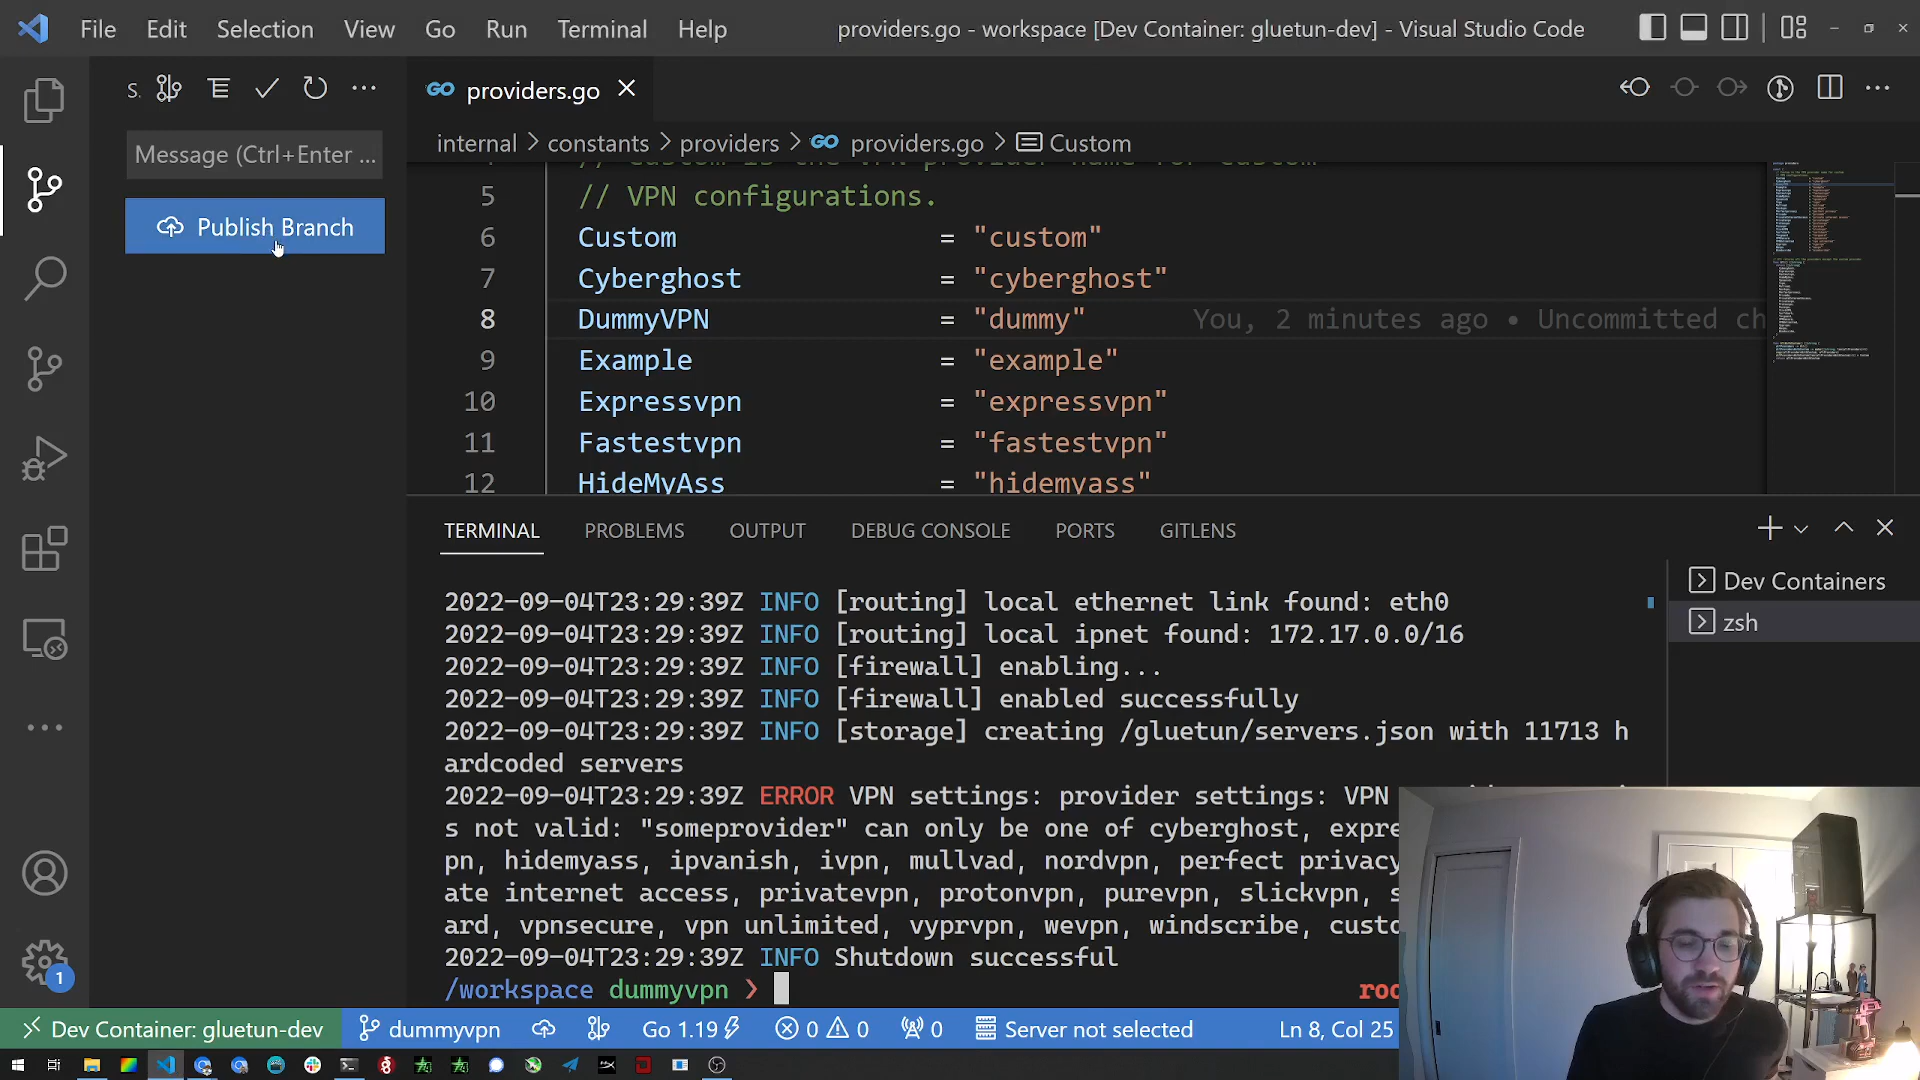 File Edit Selection View Go Run Terminal Help
providers.go - workspace [Dev Container: gluetun-dev] - Visual Studio Code
S.
providers.go
Message (Ctrl+Enter ...
Publish Branch
internal > constants > providers > providers.go > Custom
// Custom is the VPN provider name for custom
5 // VPN configurations.
6 Custom = "custom"
7 Cyberghost = "cyberghost"
8 DummyVPN = "dummy" You, 2 minutes ago • Uncommitted ch
9 Example = "example"
10 Expressvpn = "expressvpn"
11 Fastestvpn = "fastestvpn"
12 HideMyAss = "hidemyass"
TERMINAL PROBLEMS OUTPUT DEBUG CONSOLE PORTS GITLENS
Dev Containers
zsh
2022-09-04T23:29:39Z INFO [routing] local ethernet link found: eth0
2022-09-04T23:29:39Z INFO [routing] local ipnet found: 172.17.0.0/16
2022-09-04T23:29:39Z INFO [firewall] enabling...
2022-09-04T23:29:39Z INFO [firewall] enabled successfully
2022-09-04T23:29:39Z INFO [storage] creating /gluetun/servers.json with 11713 h
ardcoded servers
2022-09-04T23:29:39Z ERROR VPN settings: provider settings: VPN
s not valid: "someprovider" can only be one of cyberghost, expre
pn, hidemyass, ipvanish, ivpn, mullvad, nordvpn, perfect privacy
ate internet access, privatevpn, protonvpn, purevpn, slickvpn, s
ard, vpnsecure, vpn unlimited, vyprvpn, wevpn, windscribe, custo
2022-09-04T23:29:39Z INFO Shutdown successful
/workspace dummyvpn ❯ roo
1
Dev Container: gluetun-dev dummyvpn Go 1.19 0 0 0 Server not selected Ln 8, Col 25